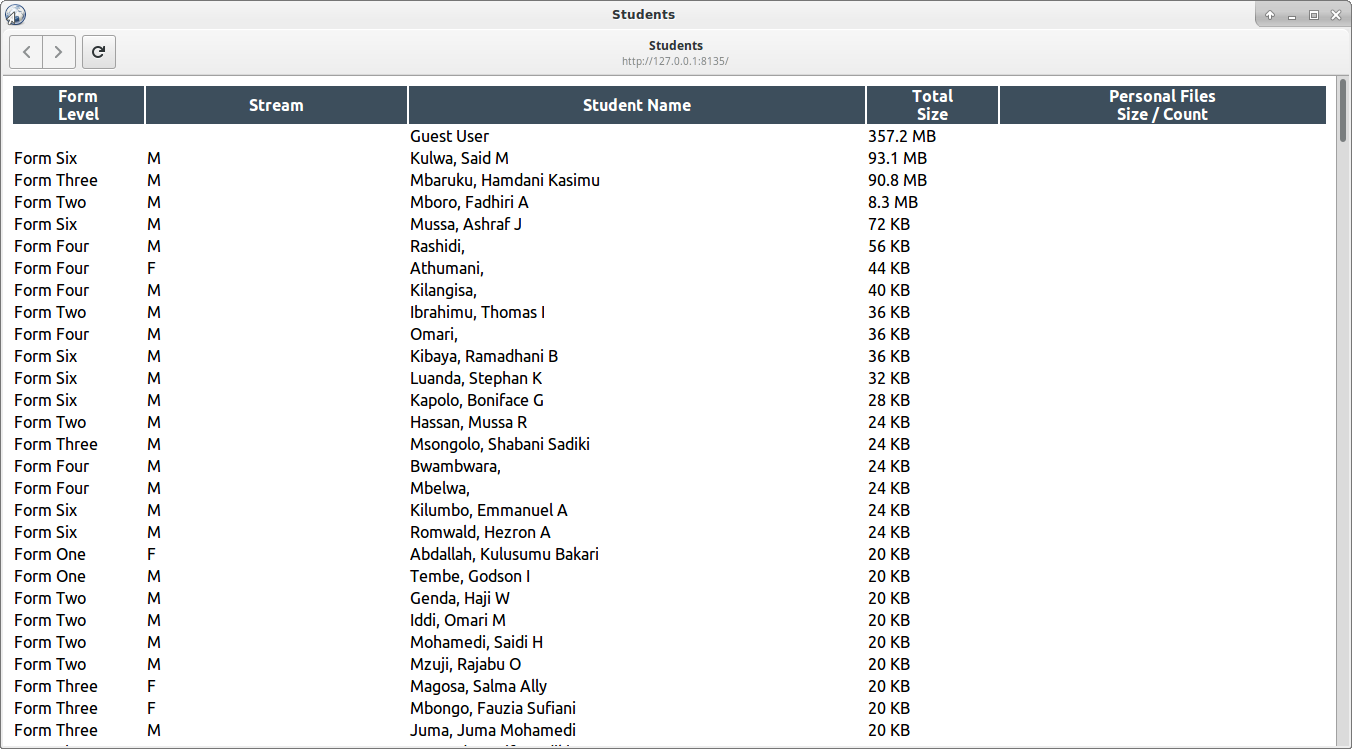 Students
Students
http://127.0.0.1:8135/
Form Level Stream Student Name Total Size Personal Files Size / Count
Guest User 357.2 MB
Form Six M Kulwa, Said M 93.1 MB
Form Three M Mbaruku, Hamdani Kasimu 90.8 MB
Form Two M Mboro, Fadhiri A 8.3 MB
Form Six M Mussa, Ashraf J 72 KB
Form Four M Rashidi, 56 KB
Form Four F Athumani, 44 KB
Form Four M Kilangisa, 40 KB
Form Two M Ibrahimu, Thomas I 36 KB
Form Four M Omari, 36 KB
Form Six M Kibaya, Ramadhani B 36 KB
Form Six M Luanda, Stephan K 32 KB
Form Six M Kapolo, Boniface G 28 KB
Form Two M Hassan, Mussa R 24 KB
Form Three M Msongolo, Shabani Sadiki 24 KB
Form Four M Bwambwara, 24 KB
Form Four M Mbelwa, 24 KB
Form Six M Kilumbo, Emmanuel A 24 KB
Form Six M Romwald, Hezron A 24 KB
Form One F Abdallah, Kulusumu Bakari 20 KB
Form One M Tembe, Godson I 20 KB
Form Two M Genda, Haji W 20 KB
Form Two M Iddi, Omari M 20 KB
Form Two M Mohamedi, Saidi H 20 KB
Form Two M Mzuji, Rajabu O 20 KB
Form Three F Magosa, Salma Ally 20 KB
Form Three F Mbongo, Fauzia Sufiani 20 KB
Form Three M Juma, Juma Mohamedi 20 KB